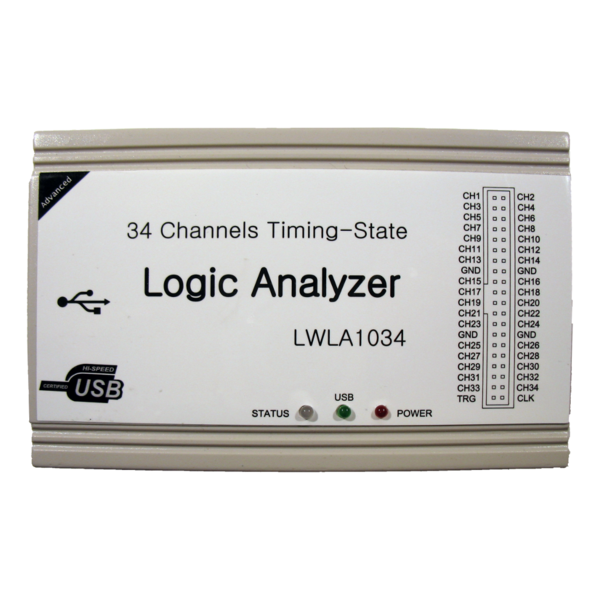 Advanced
34 Channels Timing-State
Logic Analyzer
LWLA1034
HI-SPEED
CERTIFIED
USB
STATUS
USB
POWER
CH1 CH2
CH3 CH4
CH5 CH6
CH7 CH8
CH9 CH10
CH11 CH12
CH13 CH14
GND GND
CH15 CH16
CH17 CH18
CH19 CH20
CH21 CH22
CH23 CH24
GND GND
CH25 CH26
CH27 CH28
CH29 CH30
CH31 CH32
CH33 CH34
TRG CLK